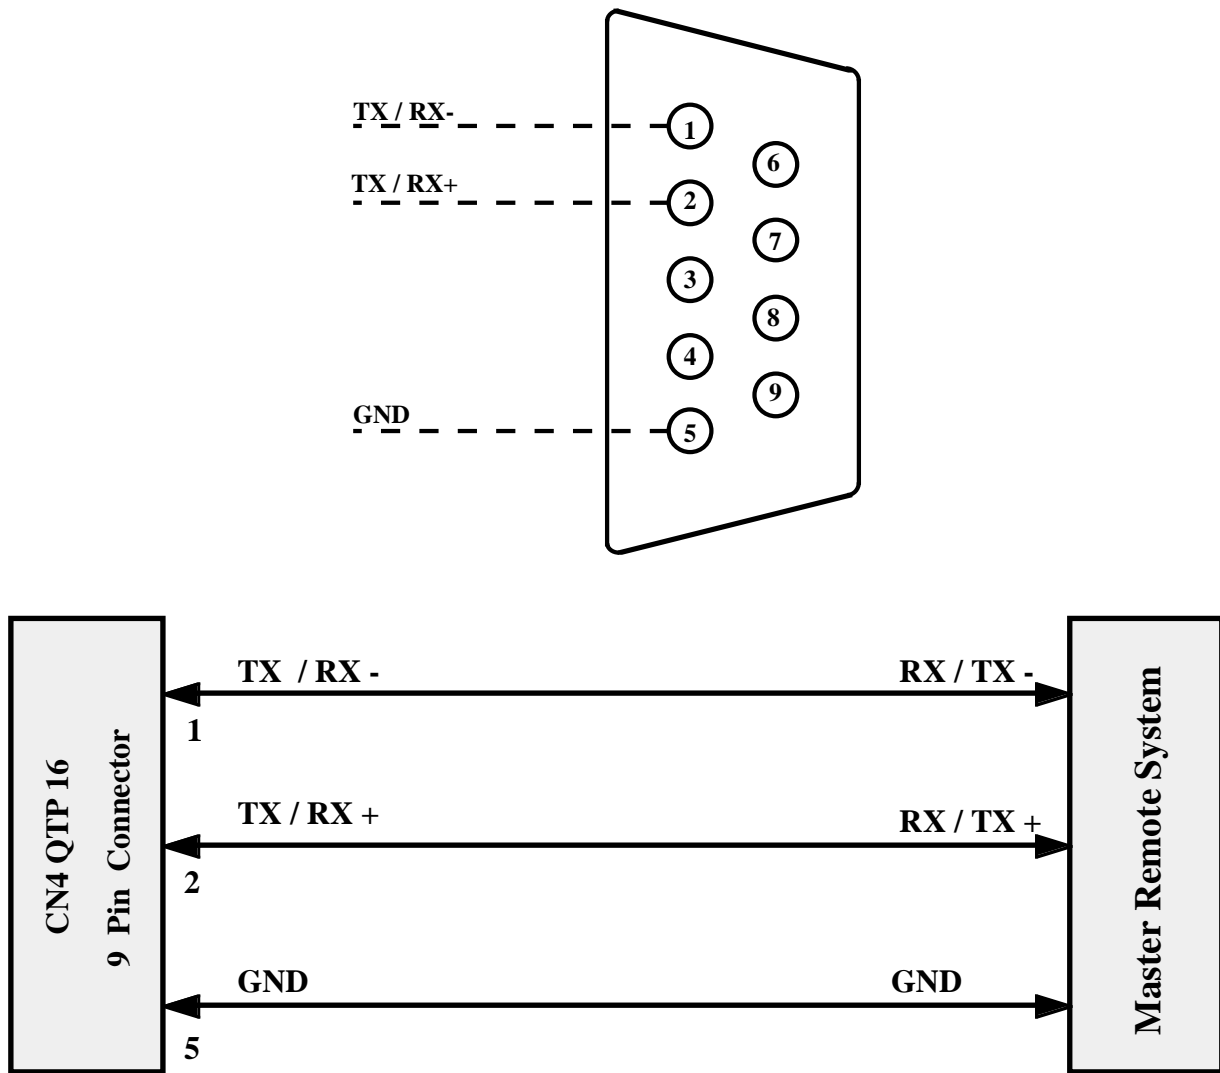 TX / RX-
1
6
TX / RX+
2
7
3
8
4
9
GND
5
CN4 QTP 16
9 Pin Connector
TX / RX -
RX / TX -
1
TX / RX +
RX / TX +
2
GND
GND
5
Master Remote System